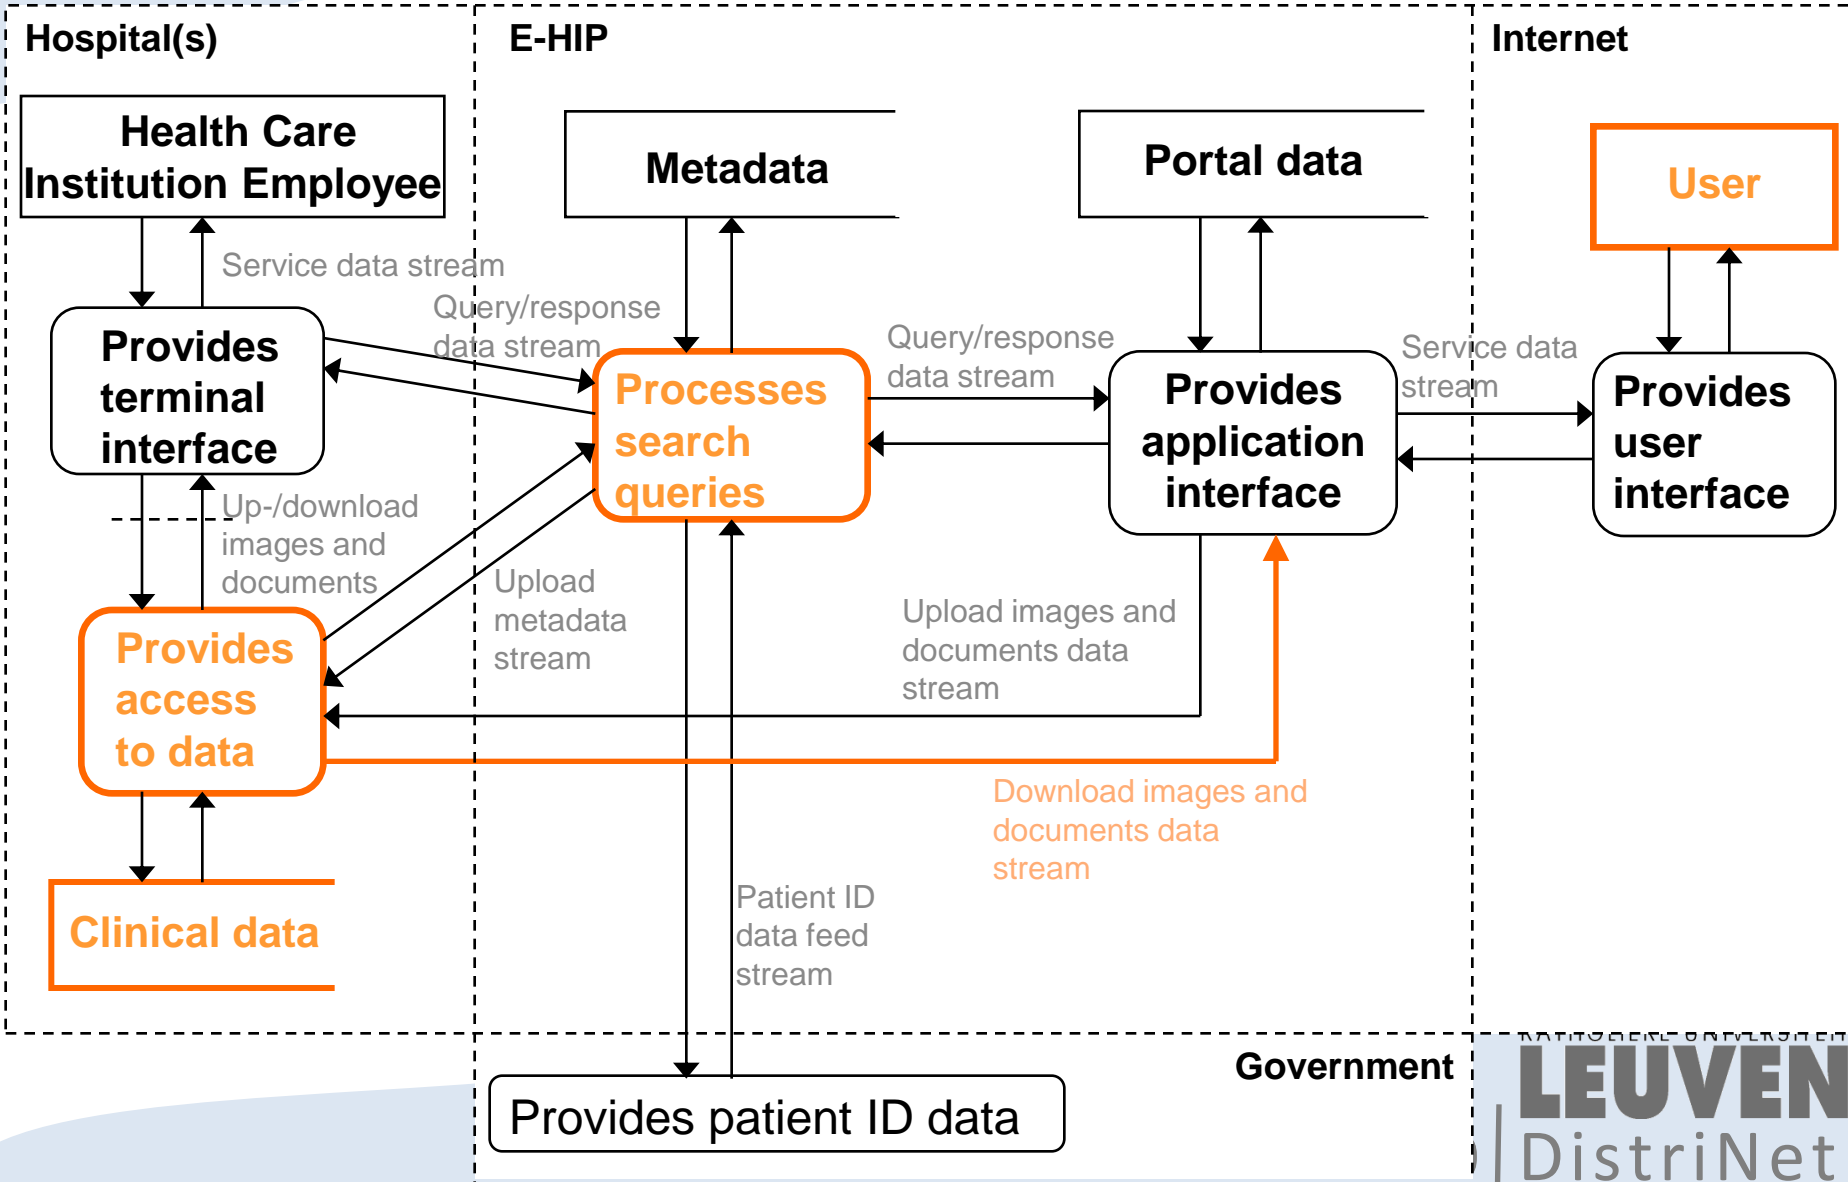 Hospital(s)
E-HIP
Internet
Health Care
Institution Employee
Metadata
Portal data
User
Service data stream
Query/response
data stream
Query/response
data stream
Service data
stream
Provides
terminal
interface
Processes
search
queries
Provides
application
interface
Provides
user
interface
Up-/download
images and
documents
Upload
metadata
stream
Upload images and
documents data
stream
Provides
access
to data
Download images and
documents data
stream
Clinical data
Patient ID
data feed
stream
Government
Provides patient ID data
LEUVEN
DistriNet